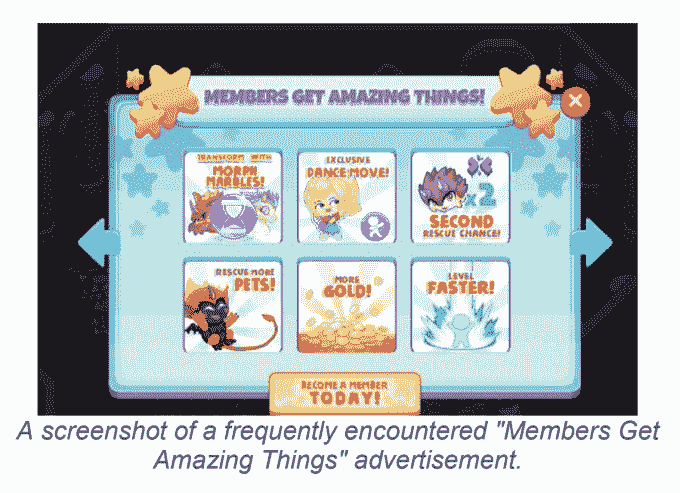 MEMBERS GET AMAZING THINGS!
TRANSFORM WITH
MORPH
MARBLES!
EXCLUSIVE
DANCE MOVE!
x2
SECOND
RESCUE CHANCE!
RESCUE MORE
PETS!
MORE
GOLD!
LEVEL
FASTER!
BECOME A MEMBER
TODAY!
A screenshot of a frequently encountered "Members Get
Amazing Things" advertisement.